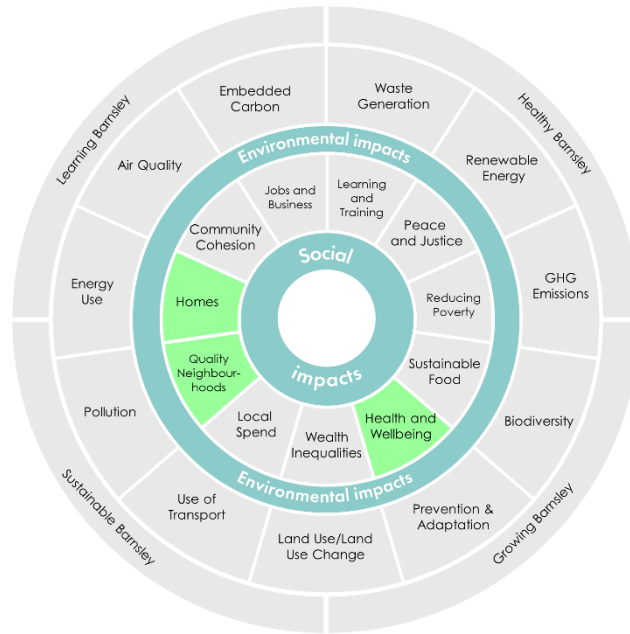 Learning Barnsley
Healthy Barnsley
Growing Barnsley
Sustainable Barnsley
Embedded
Carbon
Waste
Generation
Renewable
Energy
GHG
Emissions
Biodiversity
Prevention &
Adaptation
Land Use/Land
Use Change
Use of
Transport
Pollution
Energy
Use
Air Quality
Environmental impacts
Environmental impacts
Jobs and
Business
Learning
and
Training
Peace
and Justice
Reducing
Poverty
Sustainable
Food
Health and
Wellbeing
Wealth
Inequalities
Local
Spend
Quality
Neighbour-
hoods
Homes
Community
Cohesion
Social
impacts